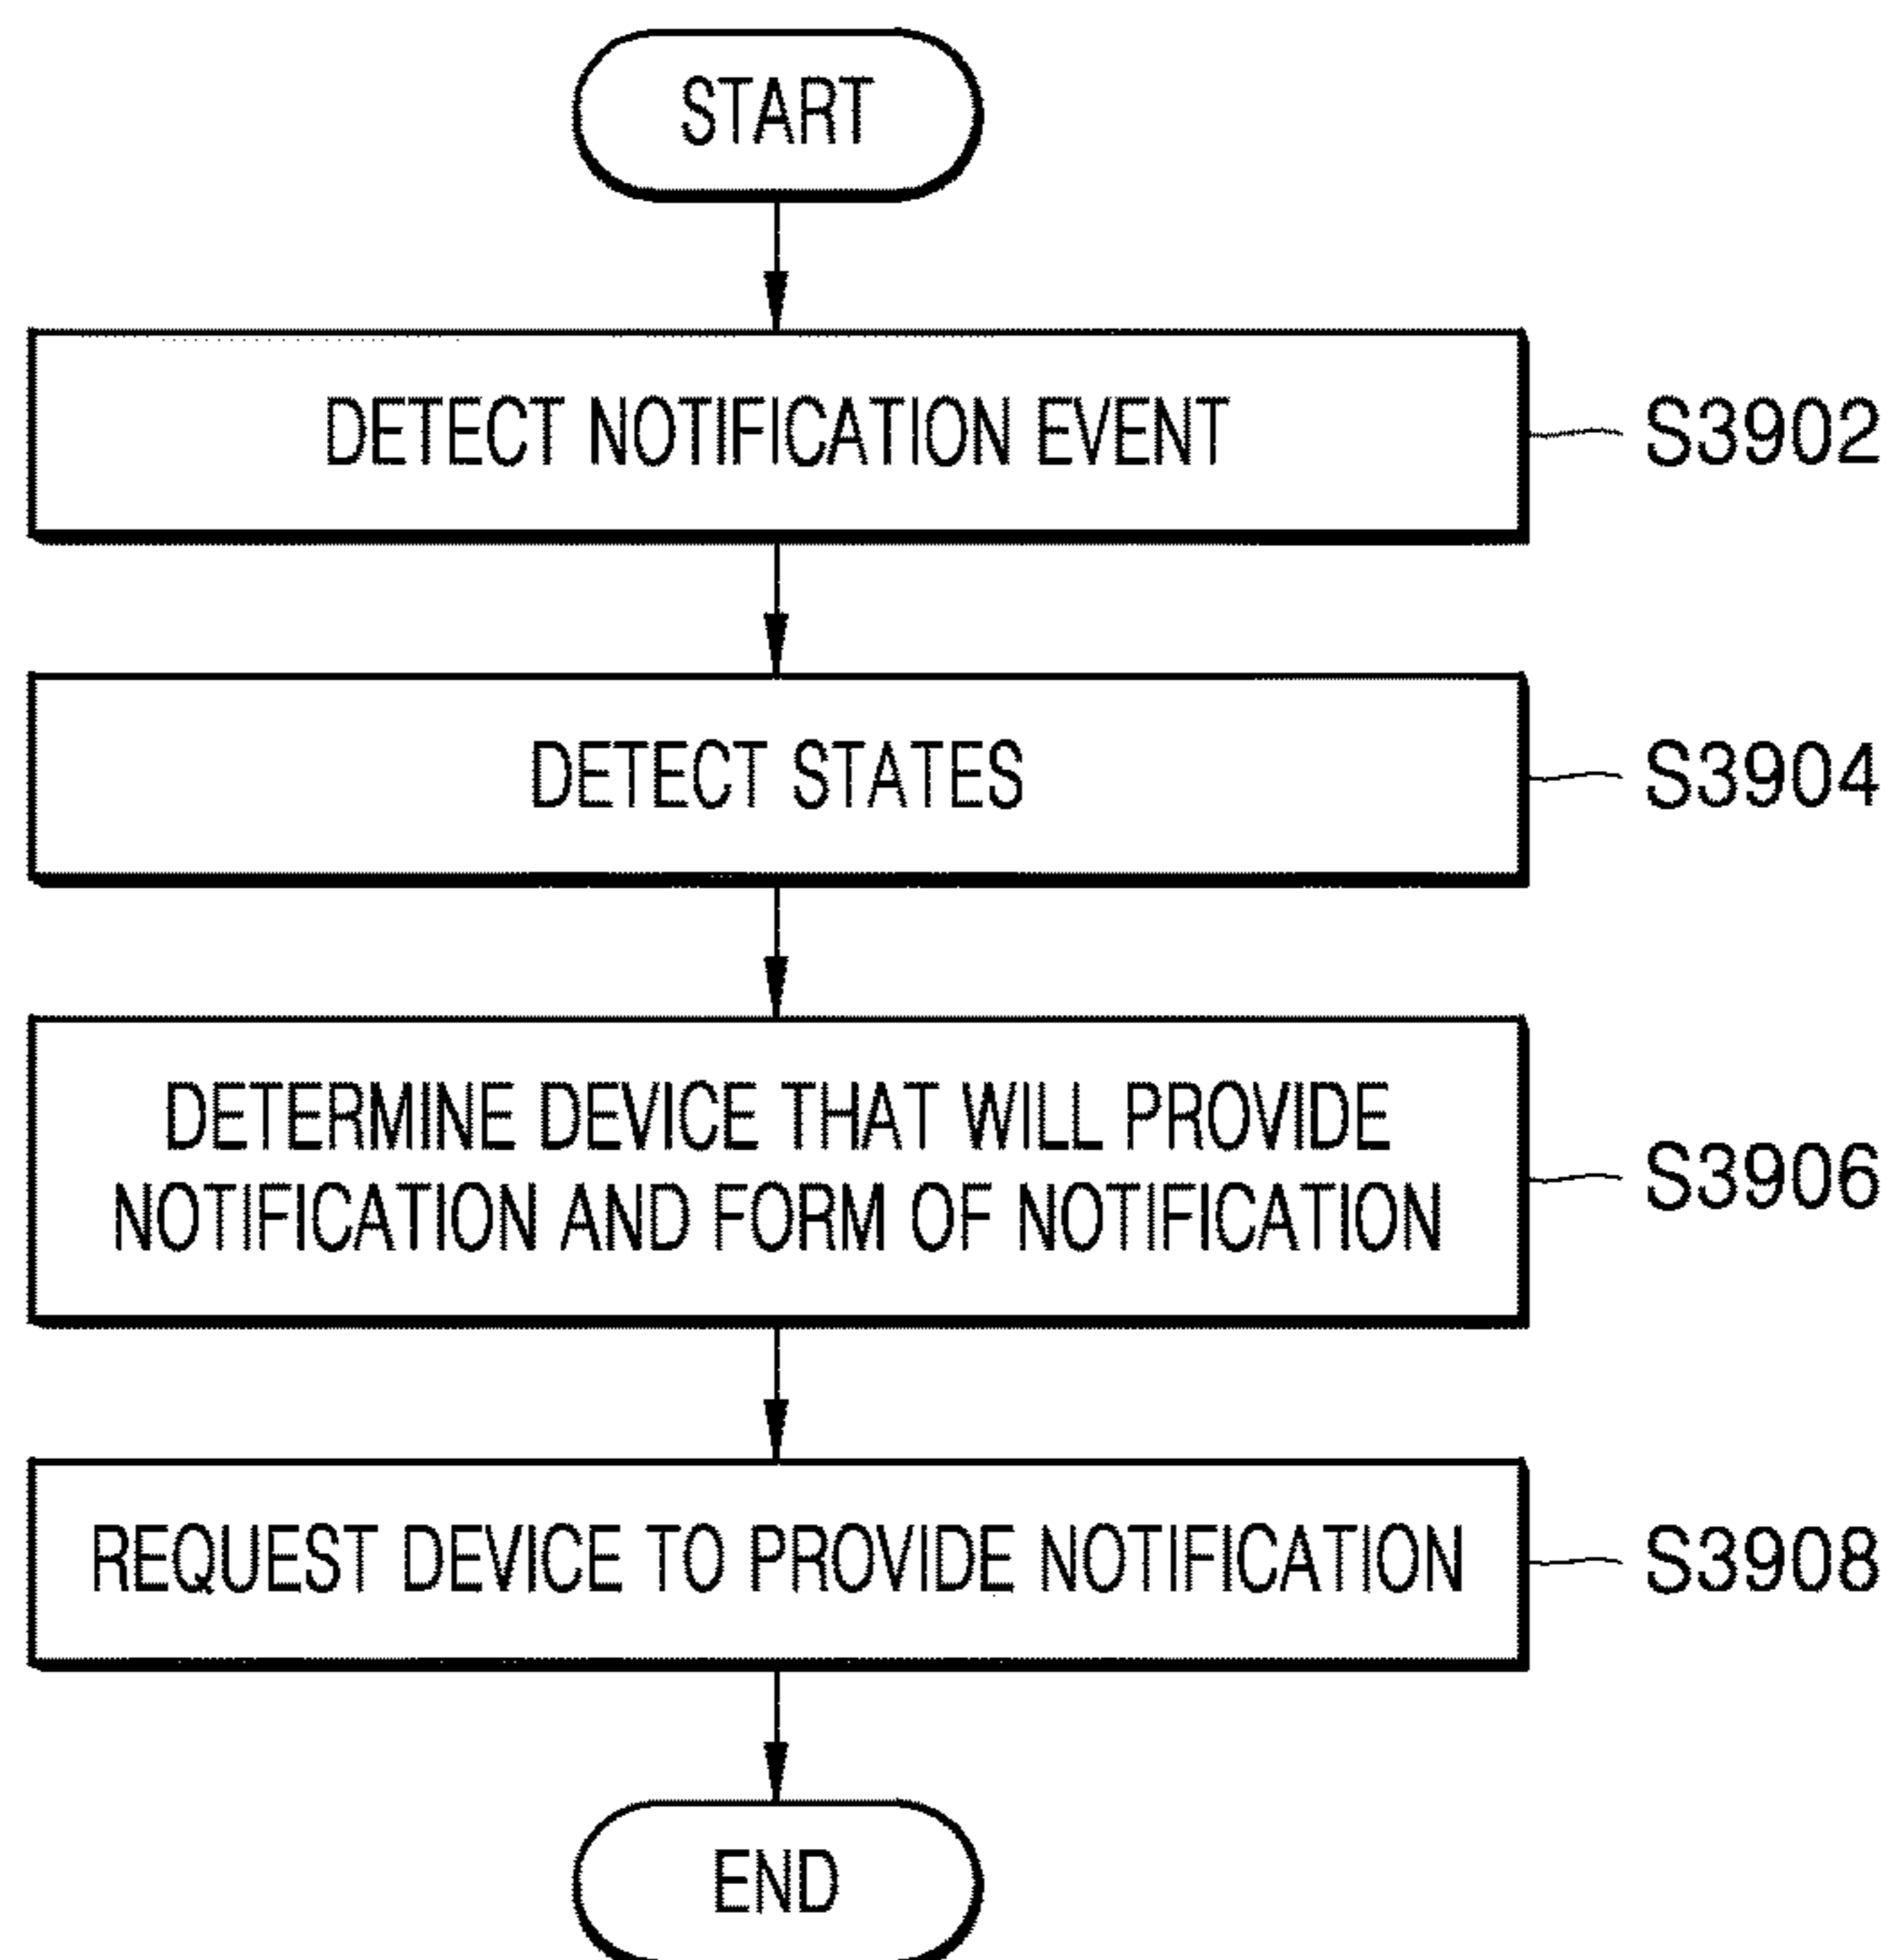 START
DETECT NOTIFICATION EVENT
S3902
DETECT STATES
S3904
DETERMINE DEVICE THAT WILL PROVIDE
NOTIFICATION AND FORM OF NOTIFICATION
S3906
REQUEST DEVICE TO PROVIDE NOTIFICATION
S3908
END